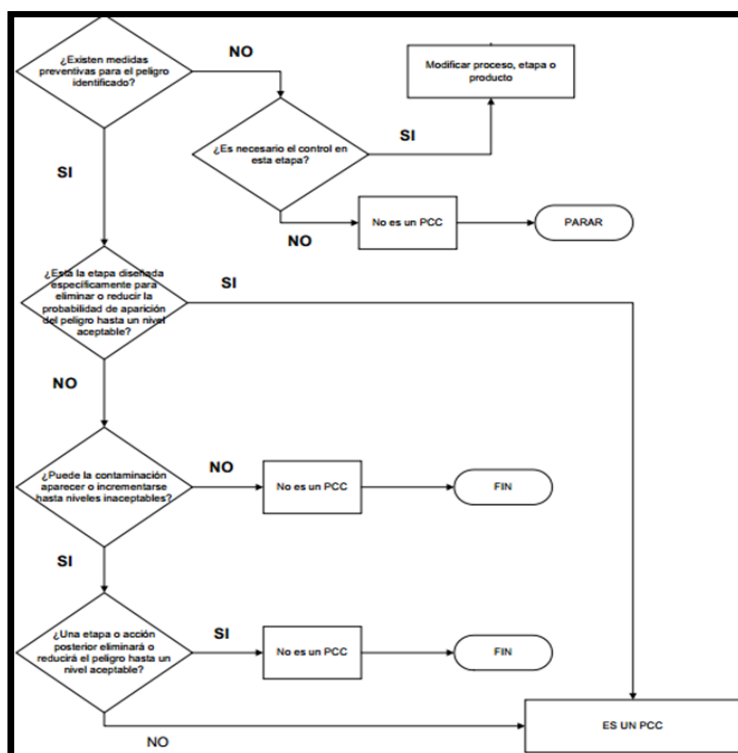 ¿Existen medidas
preventivas para el peligro
identificado?
NO
Modificar proceso, etapa o
producto
¿Es necesario el control en
esta etapa?
SI
SI
NO
No es un PCC
PARAR
¿Está la etapa diseñada
específicamente para
eliminar o reducir la
probabilidad de aparición
del peligro hasta un nivel
aceptable?
SI
NO
¿Puede la contaminación
aparecer o incrementarse
hasta niveles inaceptables?
NO
No es un PCC
FIN
SI
¿Una etapa o acción
posterior eliminará o
reducirá el peligro hasta un
nivel aceptable?
SI
No es un PCC
FIN
NO
ES UN PCC